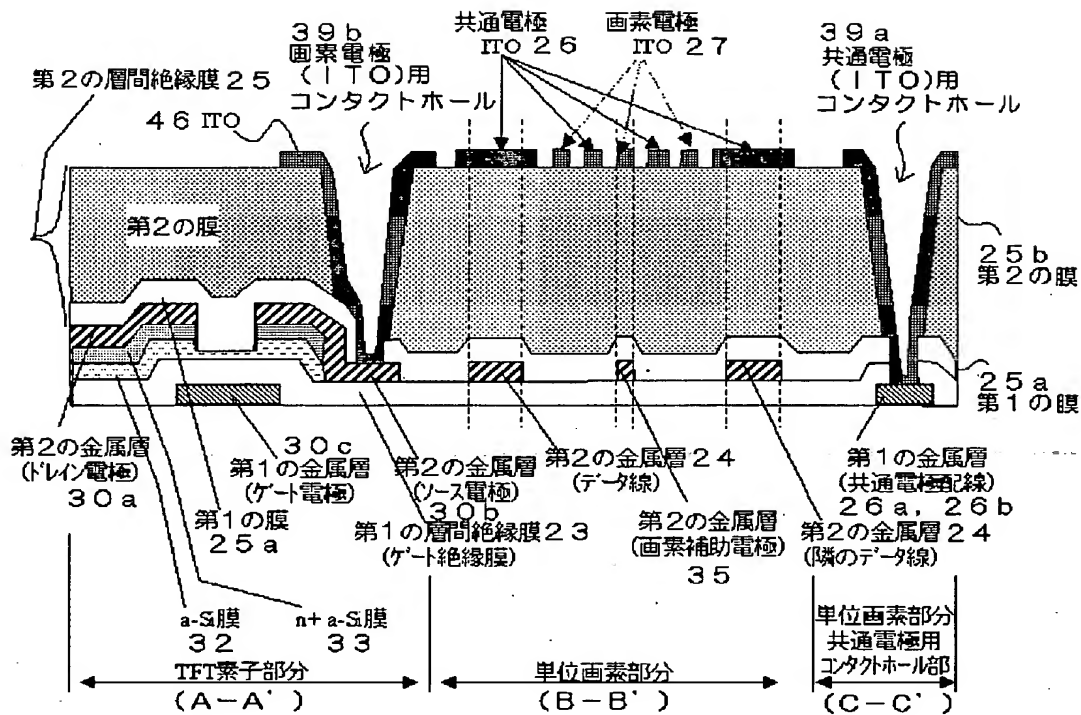 39b
画素電極
(ITO)用
コンタクトホール
共通電極
ITO 26
画素電極
ITO 27
39a
共通電極
(ITO)用
コンタクトホール
第2の層間絶縁膜25
46 ITO
第2の膜
25b
第2の膜
25a
第1の膜
第2の金属層
(ドレイン電極)
30a
30c
第1の金属層
(ゲート電極)
第2の金属層
(ソース電極)
30b
第2の金属層24
(データ線)
第1の金属層
(共通電極配線)
26a, 26b
第1の膜
25a
第1の層間絶縁膜23
(ゲート絶縁膜)
第2の金属層
(画素補助電極)
35
第2の金属層24
(隣のデータ線)
a-Si膜
32
n+ a-Si膜
33
TFT素子部分
(A-A')
単位画素部分
(B-B')
単位画素部分
共通電極用
コンタクトホール部
(C-C')